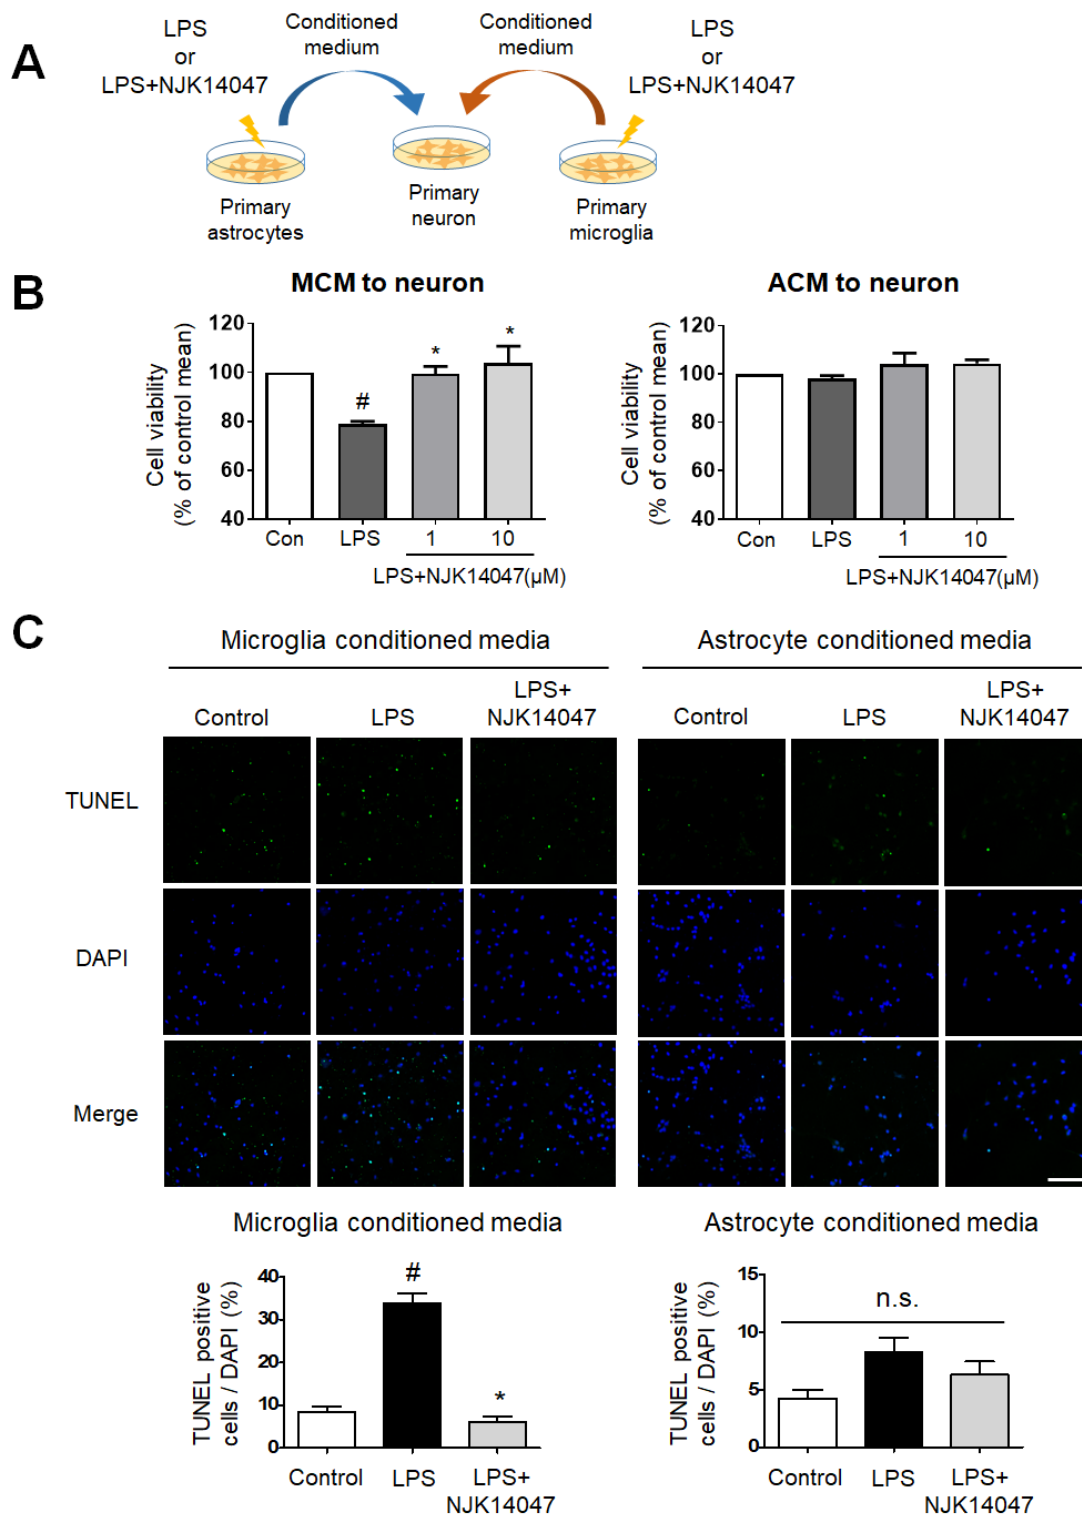 A
LPS
or
LPS+NJK14047
Conditioned
medium
Conditioned
medium
LPS
or
LPS+NJK14047
Primary
astrocytes
Primary
neuron
Primary
microglia
B
MCM to neuron
Cell viability
(% of control mean)
120
100
80
60
40
#
*
*
Con
LPS
1
10
LPS+NJK14047(µM)
ACM to neuron
Cell viability
(% of control mean)
120
100
80
60
40
Con
LPS
1
10
LPS+NJK14047(µM)
C
Microglia conditioned media
Astrocyte conditioned media
Control
LPS
LPS+
NJK14047
Control
LPS
LPS+
NJK14047
TUNEL
DAPI
Merge
Microglia conditioned media
TUNEL positive
cells / DAPI (%)
40
30
20
10
0
#
*
Control
LPS
LPS+
NJK14047
Astrocyte conditioned media
TUNEL positive
cells / DAPI (%)
15
10
5
0
n.s.
Control
LPS
LPS+
NJK14047